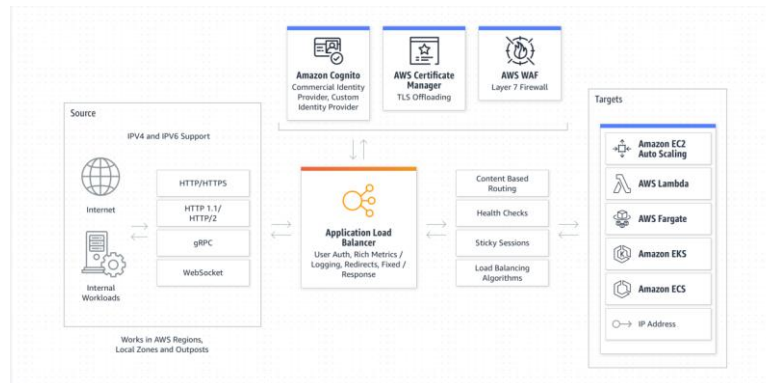 Amazon Cognito
Commercial Identity
Provider, Custom
Identity Provider
AWS Certificate
Manager
TLS Offloading
AWS WAF
Layer 7 Firewall
Source
IPV4 and IPV6 Support
Internet
Internal
Workloads
HTTP/HTTPS
HTTP 1.1/
HTTP/2
gRPC
WebSocket
Works in AWS Regions,
Local Zones and Outposts
Application Load
Balancer
User Auth, Rich Metrics /
Logging, Redirects, Fixed /
Response
Content Based
Routing
Health Checks
Sticky Sessions
Load Balancing
Algorithms
Targets
Amazon EC2
Auto Scaling
AWS Lambda
AWS Fargate
Amazon EKS
Amazon ECS
IP Address